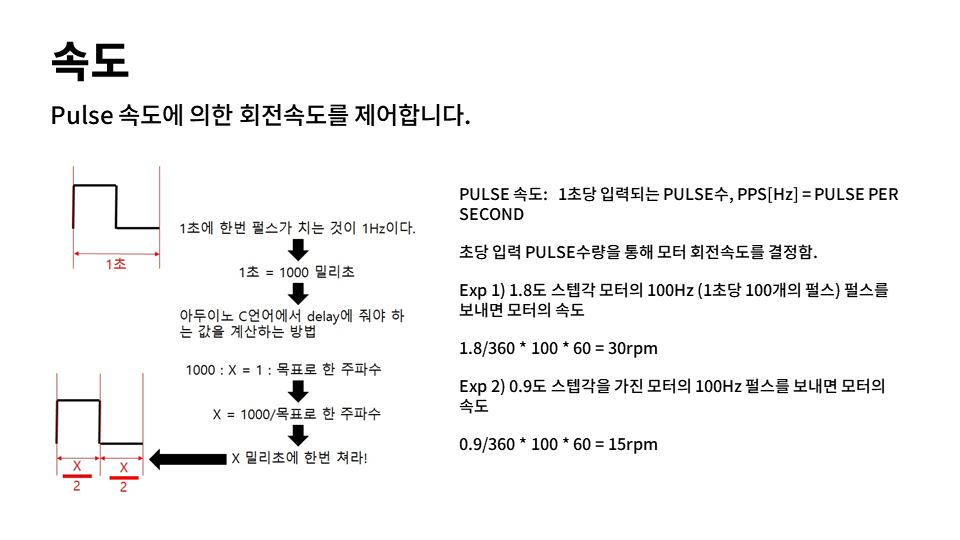 속도
Pulse 속도에 의한 회전속도를 제어합니다.
1초
1초에 한번 펄스가 치는 것이 1Hz이다.
1초 = 1000 밀리초
아두이노 C언어에서 delay에 줘야 하
는 값을 계산하는 방법
1000 : X = 1 : 목표로 한 주파수
X = 1000/목표로 한 주파수
X 밀리초에 한번 쳐라!
X
2
X
2
PULSE 속도: 1초당 입력되는 PULSE수, PPS[Hz] = PULSE PER
SECOND
초당 입력 PULSE수량을 통해 모터 회전속도를 결정함.
Exp 1) 1.8도 스텝각 모터의 100Hz (1초당 100개의 펄스) 펄스를
보내면 모터의 속도
1.8/360 * 100 * 60 = 30rpm
Exp 2) 0.9도 스텝각을 가진 모터의 100Hz 펄스를 보내면 모터의
속도
0.9/360 * 100 * 60 = 15rpm